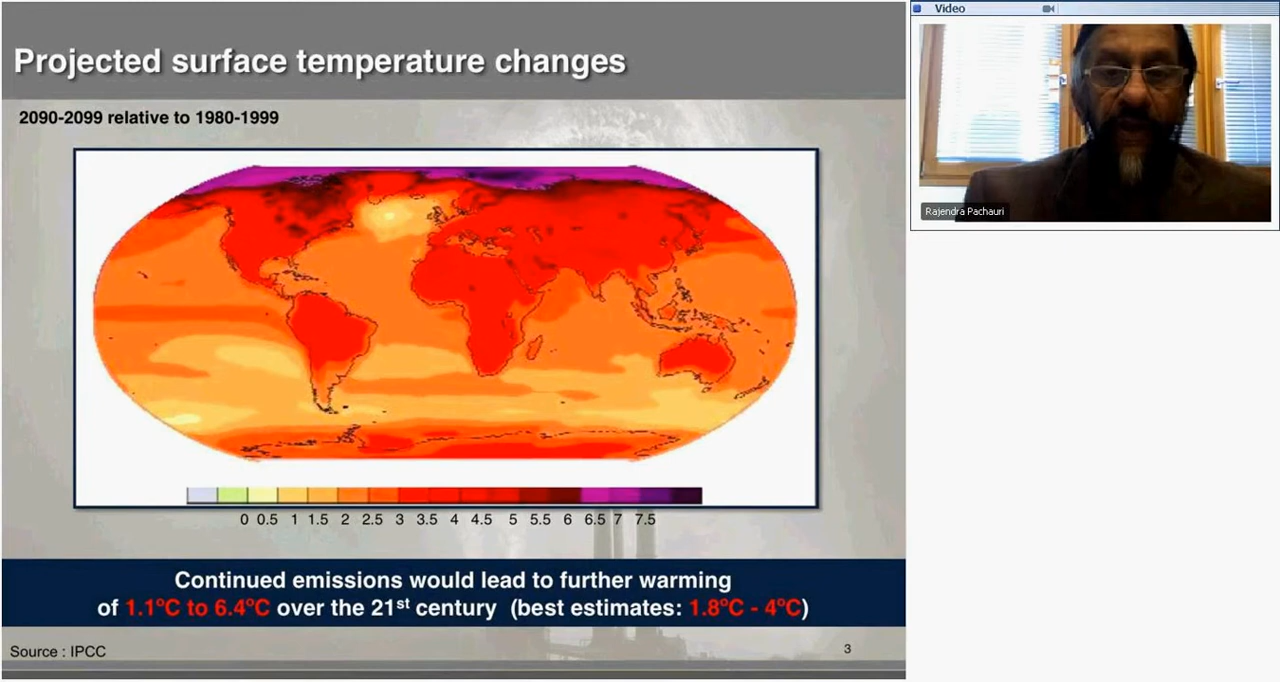 Projected surface temperature changes
2090-2099 relative to 1980-1999
0 0.5 1 1.5 2 2.5 3 3.5 4 4.5 5 5.5 6 6.5 7 7.5
Continued emissions would lead to further warming
of 1.1ºC to 6.4ºC over the 21st century (best estimates: 1.8ºC - 4ºC)
Source : IPCC
3
Video
Rajendra Pachauri